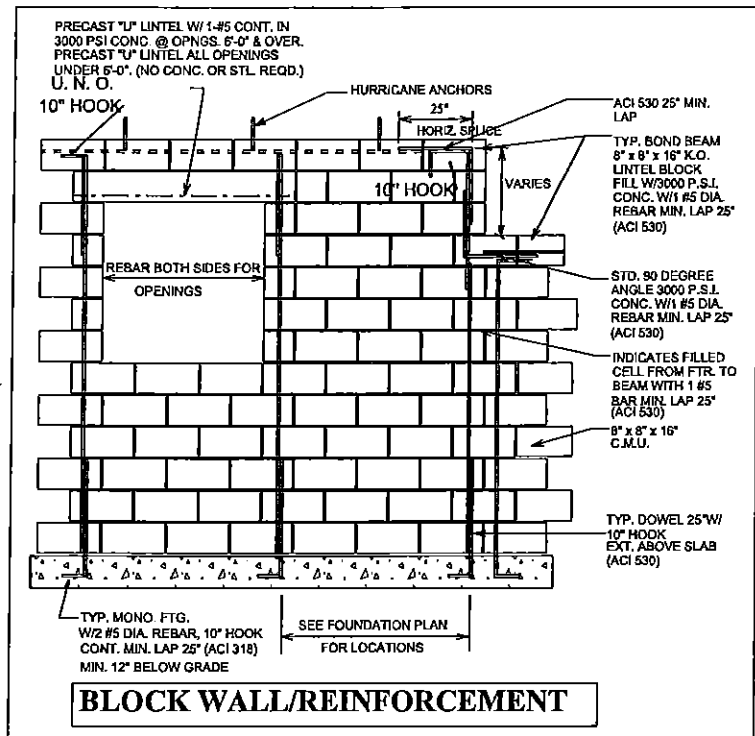 PRECAST "U" LINTEL W/ 1-#5 CONT. IN
3000 PSI CONC. @ OPNGS. 6'-0" & OVER.
PRECAST "U" LINTEL ALL OPENINGS
UNDER 6'-0". (NO CONC. OR STL. REQD.)
U. N. O.
10" HOOK
HURRICANE ANCHORS
25"
HORIZ. SPLICE
10" HOOK
VARIES
ACI 530 25" MIN.
LAP
TYP. BOND BEAM
8" x 8" x 16" K.O.
LINTEL BLOCK
FILL W/3000 P.S.I.
CONC. W/1 #5 DIA.
REBAR MIN. LAP 25"
(ACI 530)
REBAR BOTH SIDES FOR
OPENINGS
STD. 90 DEGREE
ANGLE 3000 P.S.I.
CONC. W/1 #5 DIA.
REBAR MIN. LAP 25"
(ACI 530)
INDICATES FILLED
CELL FROM FTR. TO
BEAM WITH 1 #5
BAR MIN. LAP 25"
(ACI 530)
8" x 8" x 16"
C.M.U.
TYP. DOWEL 25"W/
10" HOOK
EXT. ABOVE SLAB
(ACI 530)
TYP. MONO. FTG.
W/2 #5 DIA. REBAR, 10" HOOK
CONT. MIN. LAP 25" (ACI 318)
MIN. 12" BELOW GRADE
SEE FOUNDATION PLAN
FOR LOCATIONS
BLOCK WALL/REINFORCEMENT